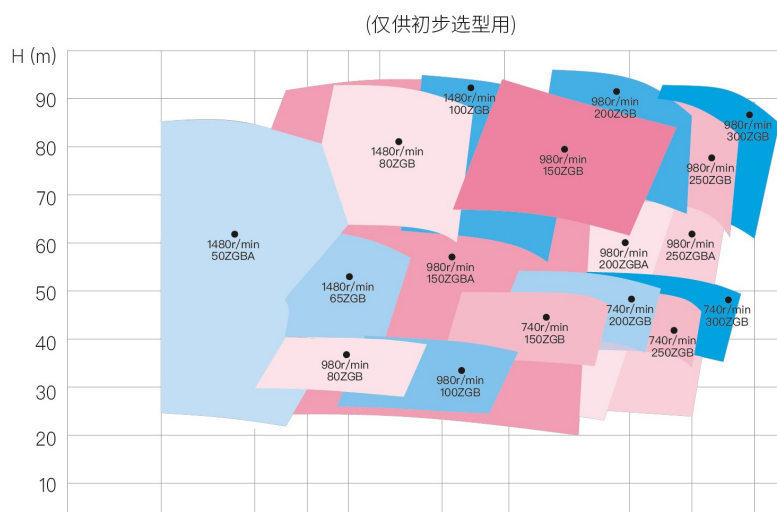 (仅供初步选型用)
H (m)
90
80
70
60
50
40
30
20
10
1480r/min
100ZGB
980r/min
200ZGB
980r/min
300ZGB
1480r/min
80ZGB
980r/min
150ZGB
980r/min
250ZGB
1480r/min
50ZGBA
980r/min
200ZGBA
980r/min
250ZGBA
980r/min
150ZGBA
1480r/min
65ZGB
740r/min
200ZGB
740r/min
300ZGB
740r/min
150ZGB
740r/min
250ZGB
980r/min
80ZGB
980r/min
100ZGB